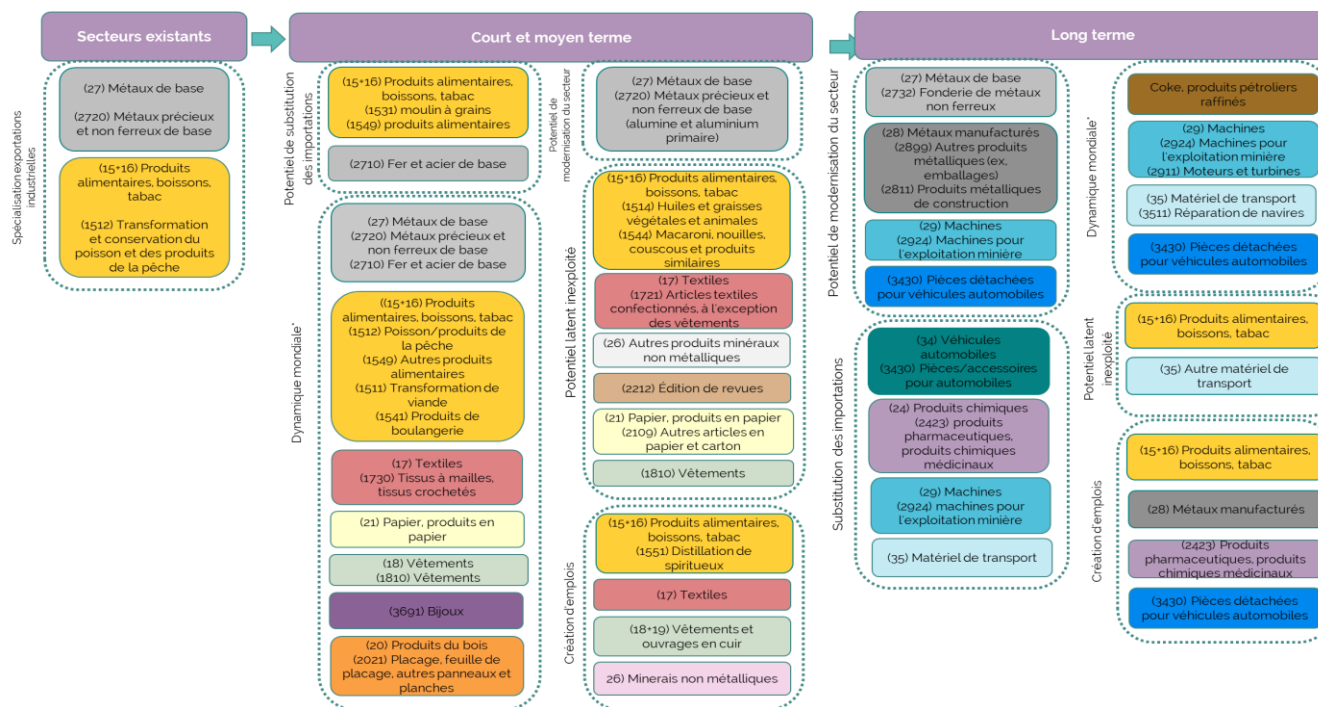 Secteurs existants
Court et moyen terme
Long terme
Spécialisation exportations
industrielles
(27) Métaux de base
(2720) Métaux précieux
et non ferreux de base
(15+16) Produits
alimentaires, boissons,
tabac
(1512) Transformation
et conservation du
poisson et des produits
de la pêche
Potentiel de substitution
des importations
(15+16) Produits alimentaires,
boissons, tabac
(1531) moulin à grains
(1549) produits alimentaires
(2710) Fer et acier de base
Dynamique mondiale*
(27) Métaux de base
(2720) Métaux précieux et
non ferreux de base
(2710) Fer et acier de base
((15+16) Produits
alimentaires, boissons, tabac
(1512) Poisson/produits de
la pêche
(1549) Autres produits
alimentaires
(1511) Transformation de
viande
(1541) Produits de
boulangerie
(17) Textiles
(1730) Tissus à mailles,
tissus crochetés
(21) Papier, produits en
papier
(18) Vêtements
(1810) Vêtements
(3691) Bijoux
(20) Produits du bois
(2021) Placage, feuille de
placage, autres panneaux et
planches
Potentiel de
modernisation du secteur
(27) Métaux de base
(2720) Métaux précieux et
non ferreux de base
(alumine et aluminium
primaire)
Potentiel latent inexploité
(15+16) Produits alimentaires,
boissons, tabac
(1514) Huiles et graisses
végétales et animales
(1544) Macaroni, nouilles,
couscous et produits
similaires
(17) Textiles
(1721) Articles textiles
confectionnés, à l'exception
des vêtements
(26) Autres produits minéraux
non métalliques
(2212) Édition de revues
(21) Papier, produits en papier
(2109) Autres articles en
papier et carton
(1810) Vêtements
Création d'emplois
(15+16) Produits alimentaires,
boissons, tabac
(1551) Distillation de
spiritueux
(17) Textiles
(18+19) Vêtements et
ouvrages en cuir
26) Minerais non métalliques
Potentiel de modernisation du secteur
(27) Métaux de base
(2732) Fonderie de métaux
non ferreux
(28) Métaux manufacturés
(2899) Autres produits
métalliques (ex.
emballages)
(2811) Produits métalliques
de construction
(29) Machines
(2924) Machines pour
l'exploitation minière
(3430) Pièces détachées
pour véhicules automobiles
Substitution des importations
(34) Véhicules
automobiles
(3430) Pièces/accessoires
pour automobiles
(24) Produits chimiques
(2423) produits
pharmaceutiques,
produits chimiques
médicinaux
(29) Machines
(2924) machines pour
l'exploitation minière
(35) Matériel de transport
Dynamique mondiale*
Coke, produits pétroliers
raffinés
(29) Machines
(2924) Machines pour
l'exploitation minière
(2911) Moteurs et turbines
(35) Matériel de transport
(3511) Réparation de navires
(3430) Pièces détachées
pour véhicules automobiles
Potentiel latent
inexploité
(15+16) Produits alimentaires,
boissons, tabac
(35) Autre matériel de
transport
Création d'emplois
(15+16) Produits alimentaires,
boissons, tabac
(28) Métaux manufacturés
(2423) Produits
pharmaceutiques, produits
chimiques médicinaux
(3430) Pièces détachées
pour véhicules automobiles